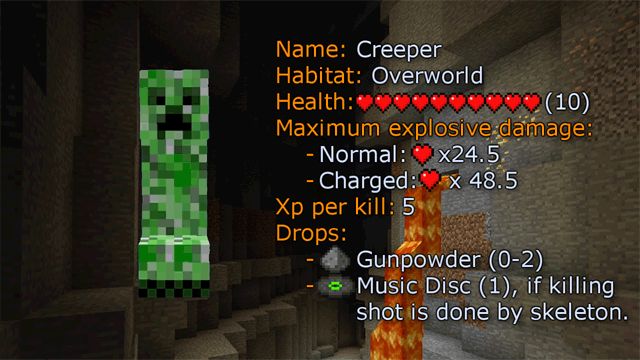 Name: Creeper
Habitat: Overworld
Health: (10)
Maximum explosive damage:
- Normal: x24.5
- Charged: x 48.5
Xp per kill: 5
Drops:
- Gunpowder (0-2)
- Music Disc (1), if killing
shot is done by skeleton.